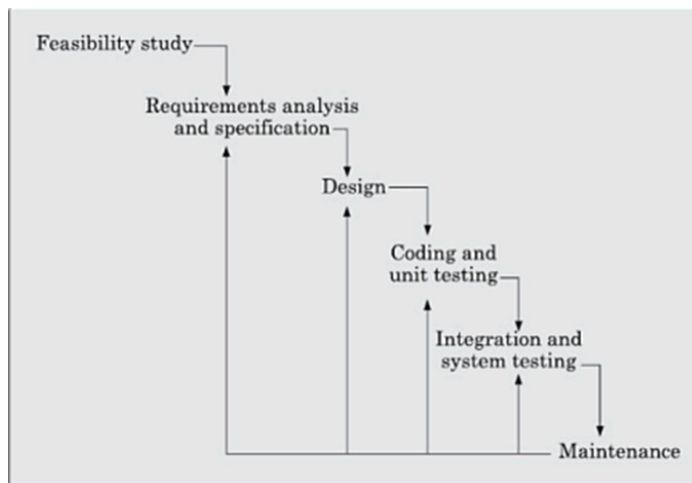 Feasibility study
Requirements analysis
and specification
Design
Coding and
unit testing
Integration and
system testing
Maintenance